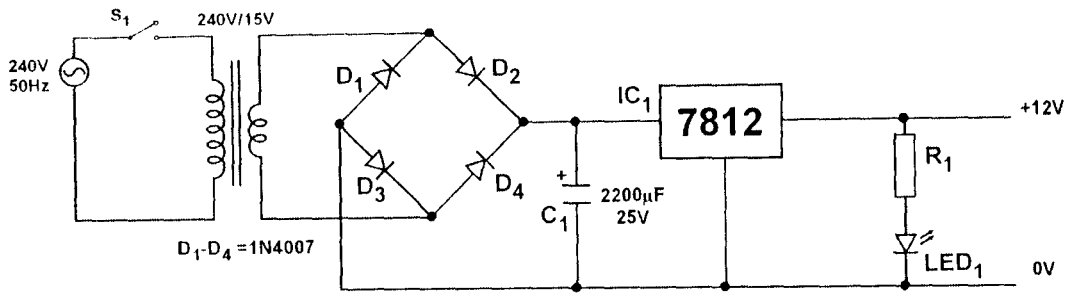 S1
240V/15V
240V
50Hz
D1
D2
D3
D4
D1-D4 =1N4007
IC1
7812
+12V
R1
+
C1
2200µF
25V
LED1
0V